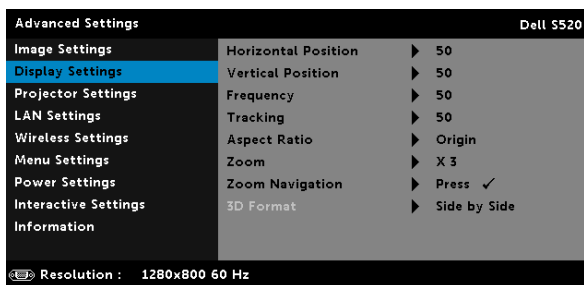 Advanced Settings Dell S520
Image Settings Horizontal Position 50
Display Settings Vertical Position 50
Projector Settings Frequency 50
LAN Settings Tracking 50
Wireless Settings Aspect Ratio Origin
Menu Settings Zoom X 3
Power Settings Zoom Navigation Press ✓
Interactive Settings 3D Format Side by Side
Information
Resolution : 1280x800 60 Hz